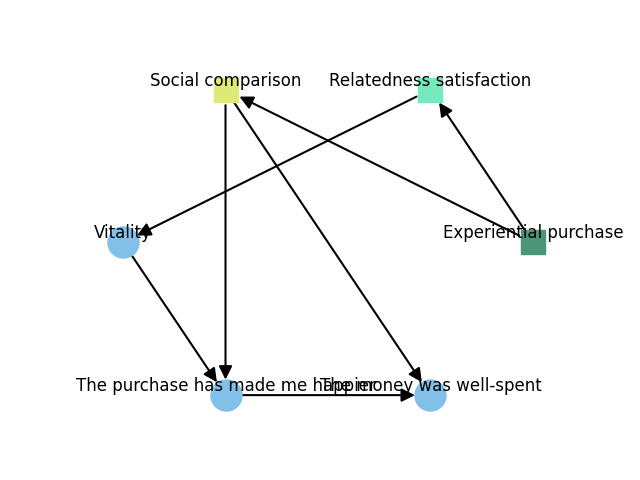 Social comparison
Relatedness satisfaction
Vitality
Experiential purchase
The purchase has made me happier
The money was well-spent